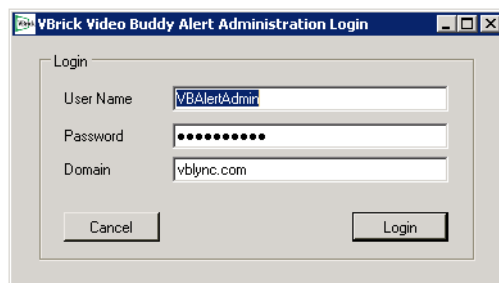 VBrick Video Buddy Alert Administration Login
Login
User Name VBAlertAdmin
Password ●●●●●●●●●●
Domain vblync.com
Cancel Login